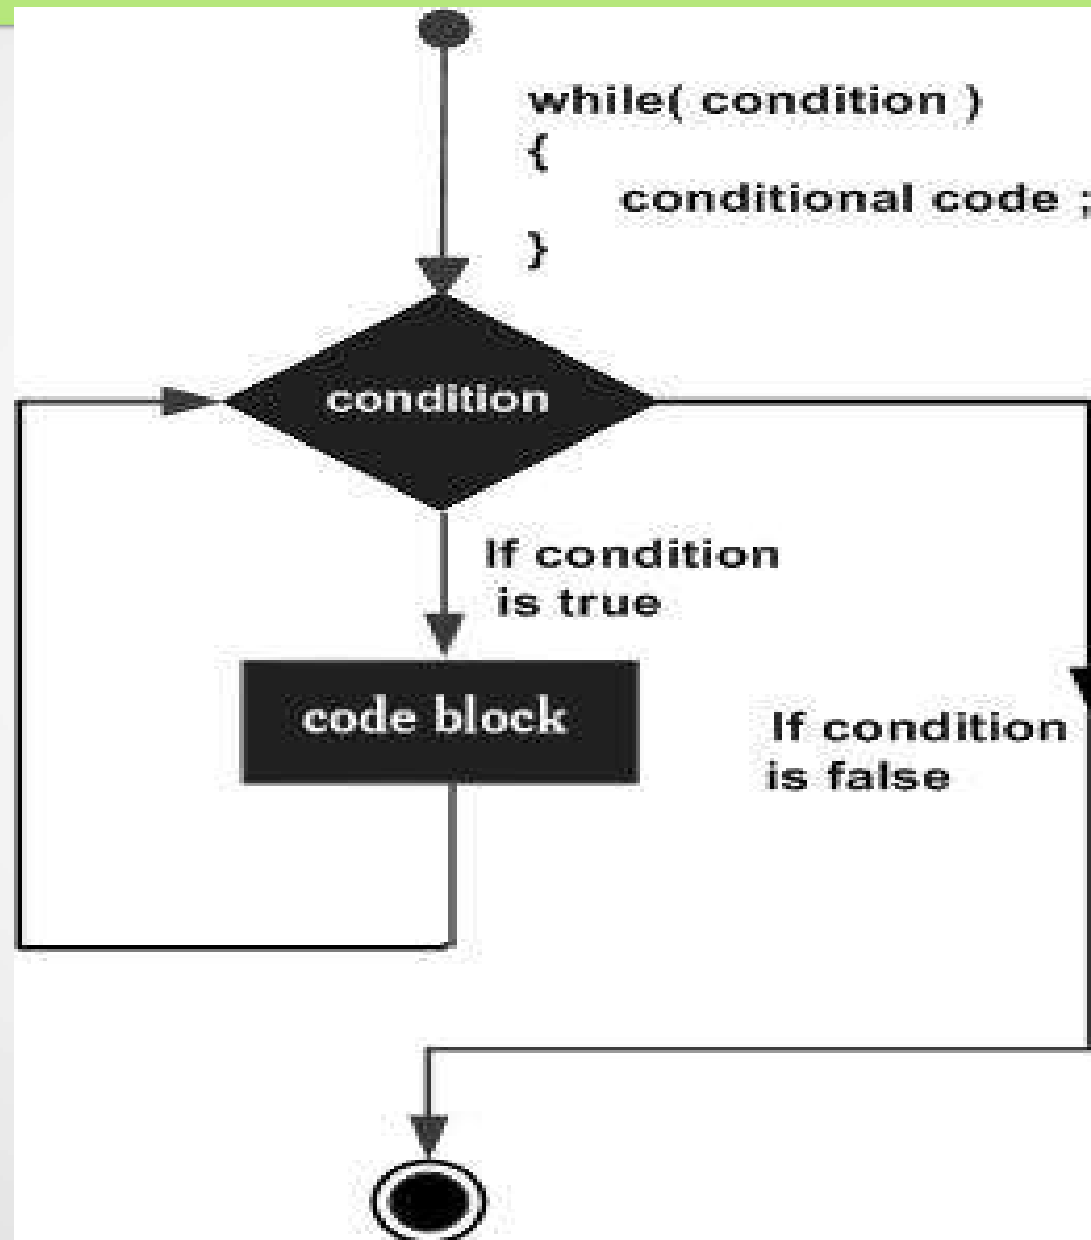 while( condition )
{
conditional code ;
}
condition
If condition
is true
code block
If condition
is false